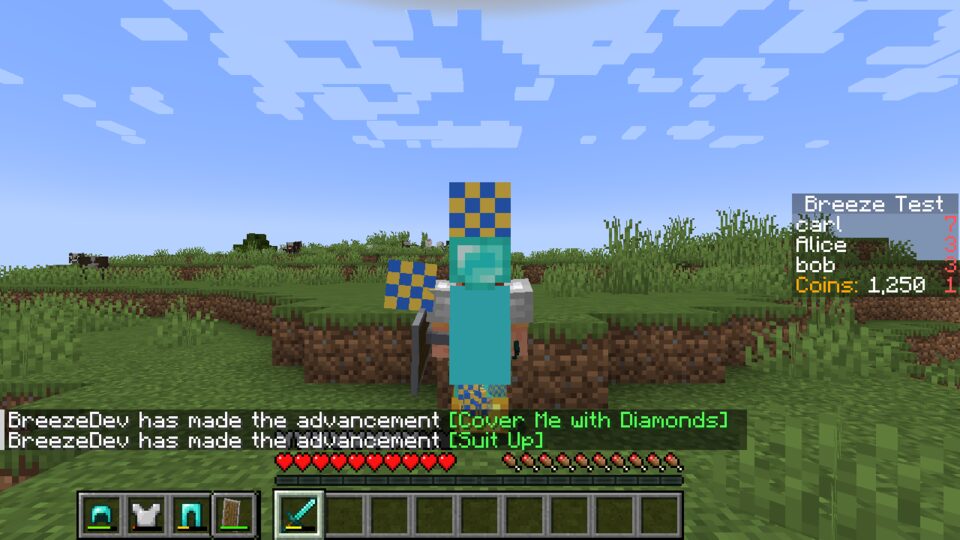 Breeze Test
carl 7
Alice 3
bob 3
Coins: 1,250 1
BreezeDev has made the advancement [Cover Me with Diamonds]
BreezeDev has made the advancement [Suit Up]